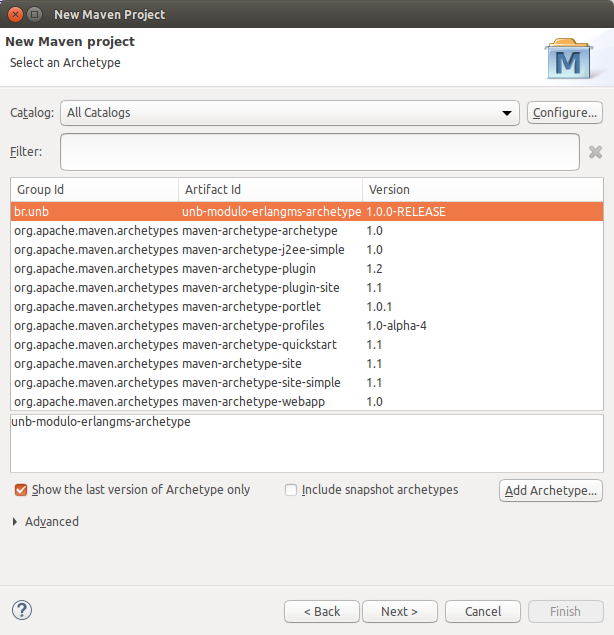 New Maven Project
New Maven project
Select an Archetype
M
Catalog: All Catalogs Configure...
Filter:
Group Id Artifact Id Version
br.unb unb-modulo-erlangms-archetype 1.0.0-RELEASE
org.apache.maven.archetypes maven-archetype-archetype 1.0
org.apache.maven.archetypes maven-archetype-j2ee-simple 1.0
org.apache.maven.archetypes maven-archetype-plugin 1.2
org.apache.maven.archetypes maven-archetype-plugin-site 1.1
org.apache.maven.archetypes maven-archetype-portlet 1.0.1
org.apache.maven.archetypes maven-archetype-profiles 1.0-alpha-4
org.apache.maven.archetypes maven-archetype-quickstart 1.1
org.apache.maven.archetypes maven-archetype-site 1.1
org.apache.maven.archetypes maven-archetype-site-simple 1.1
org.apache.maven.archetypes maven-archetype-webapp 1.0
unb-modulo-erlangms-archetype
Show the last version of Archetype only Include snapshot archetypes Add Archetype...
Advanced
? < Back Next > Cancel Finish